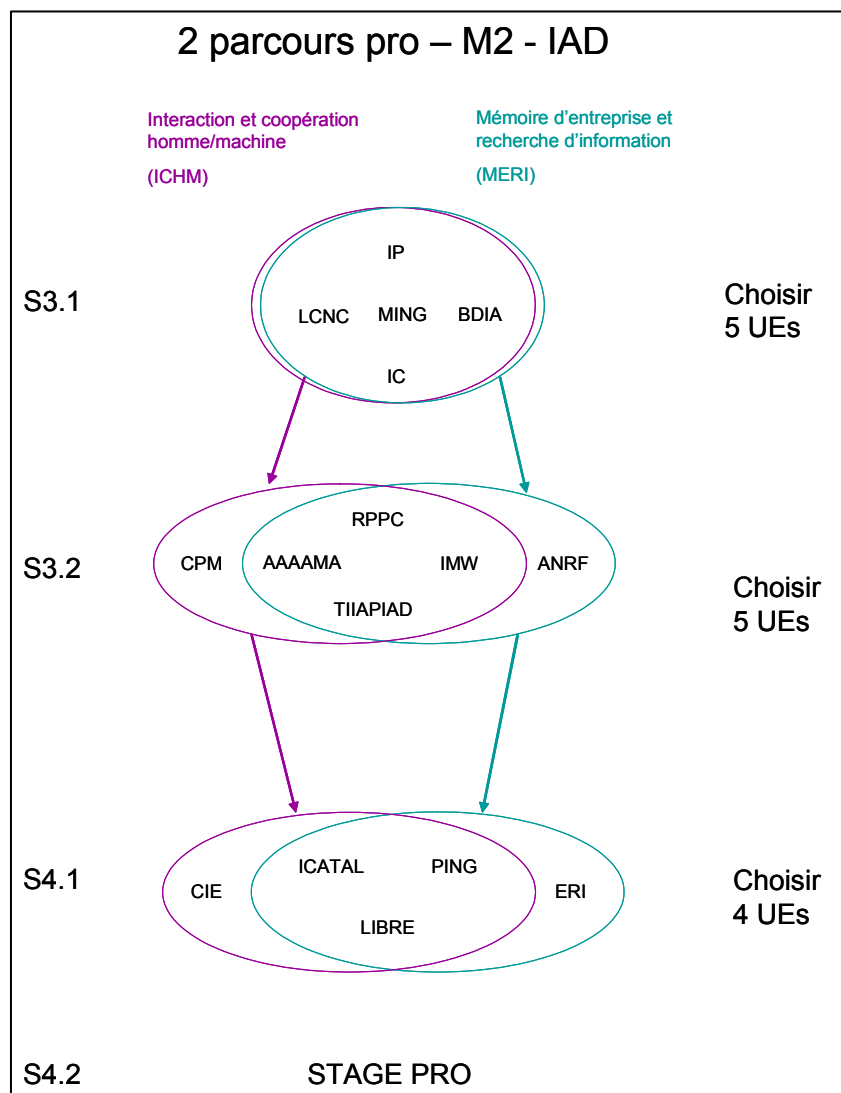 2 parcours pro – M2 - IAD
Interaction et coopération
homme/machine
(ICHM)
Mémoire d'entreprise et
recherche d'information
(MERI)
S3.1
IP
LCNC
MING
BDIA
IC
Choisir
5 UEs
S3.2
RPPC
CPM
AAAAMA
IMW
ANRF
TIIAPIAD
Choisir
5 UEs
S4.1
ICATAL
PING
CIE
ERI
LIBRE
Choisir
4 UEs
S4.2
STAGE PRO